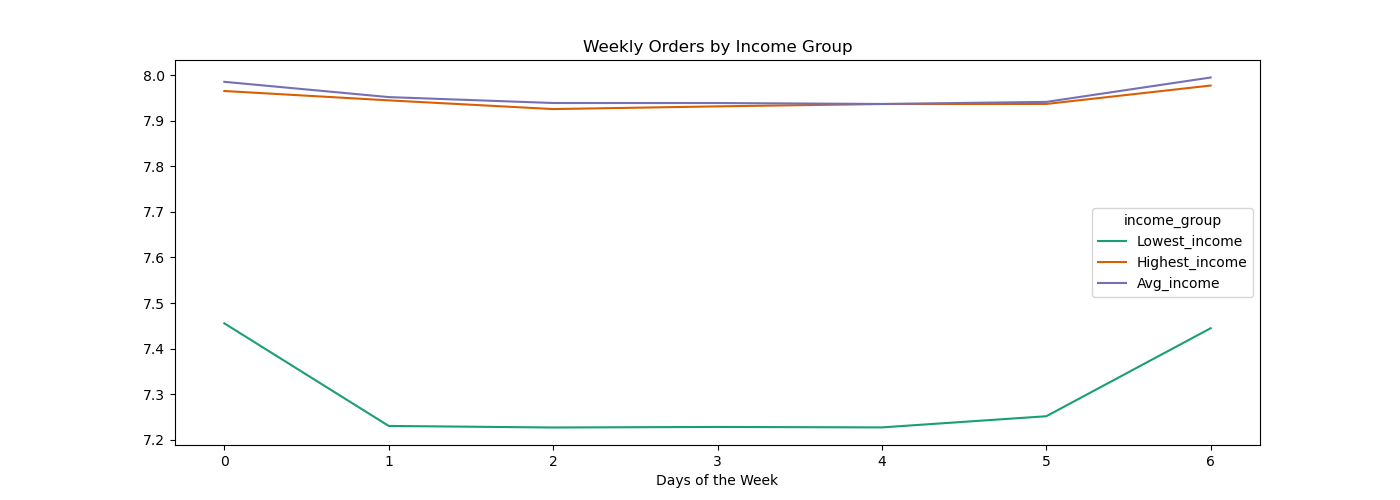 Weekly Orders by Income Group
8.0
7.9
7.8
7.7
7.6
7.5
7.4
7.3
7.2
income_group
Lowest_income
Highest_income
Avg_income
0 1 2 3 4 5 6
Days of the Week